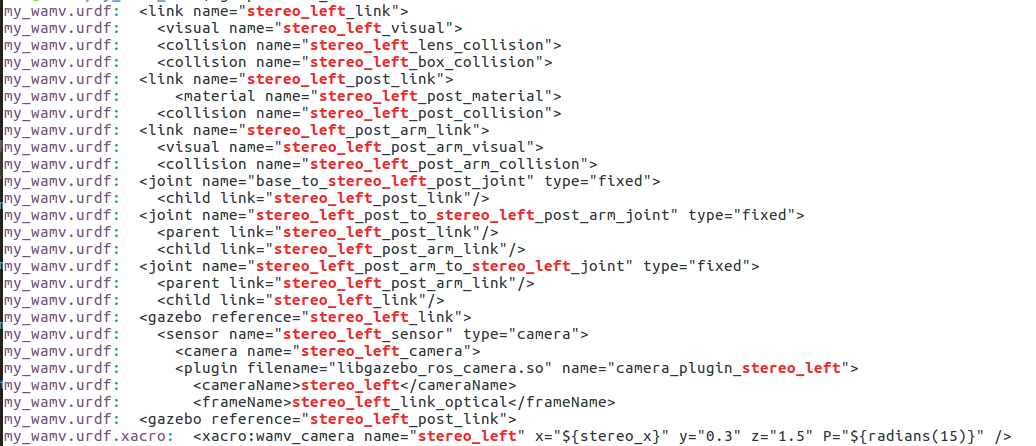 my_wamv.urdf:  <link name="stereo_left_link">
my_wamv.urdf:    <visual name="stereo_left_visual">
my_wamv.urdf:    <collision name="stereo_left_lens_collision">
my_wamv.urdf:    <collision name="stereo_left_box_collision">
my_wamv.urdf:  <link name="stereo_left_post_link">
my_wamv.urdf:      <material name="stereo_left_post_material">
my_wamv.urdf:    <collision name="stereo_left_post_collision">
my_wamv.urdf:  <link name="stereo_left_post_arm_link">
my_wamv.urdf:    <visual name="stereo_left_post_arm_visual">
my_wamv.urdf:    <collision name="stereo_left_post_arm_collision">
my_wamv.urdf:  <joint name="base_to_stereo_left_post_joint" type="fixed">
my_wamv.urdf:    <child link="stereo_left_post_link"/>
my_wamv.urdf:  <joint name="stereo_left_post_to_stereo_left_post_arm_joint" type="fixed">
my_wamv.urdf:    <parent link="stereo_left_post_link"/>
my_wamv.urdf:    <child link="stereo_left_post_arm_link"/>
my_wamv.urdf:  <joint name="stereo_left_post_arm_to_stereo_left_joint" type="fixed">
my_wamv.urdf:    <parent link="stereo_left_post_arm_link"/>
my_wamv.urdf:    <child link="stereo_left_link"/>
my_wamv.urdf:  <gazebo reference="stereo_left_link">
my_wamv.urdf:    <sensor name="stereo_left_sensor" type="camera">
my_wamv.urdf:      <camera name="stereo_left_camera">
my_wamv.urdf:      <plugin filename="libgazebo_ros_camera.so" name="camera_plugin_stereo_left">
my_wamv.urdf:        <cameraName>stereo_left</cameraName>
my_wamv.urdf:        <frameName>stereo_left_link_optical</frameName>
my_wamv.urdf:  <gazebo reference="stereo_left_post_link">
my_wamv.urdf.xacro:  <xacro:wamv_camera name="stereo_left" x="${stereo_x}" y="0.3" z="1.5" P="${radians(15)}" />